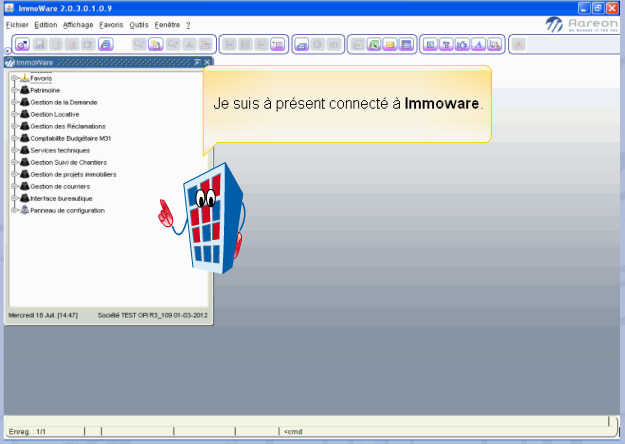 ImmoWare 2.0.3.0.1.0.9
Eichier Edition Affichage Favoris Outils Fenêtre ?
Aareon
WE MANAGE IT FOR YOU
ImmoWare
Favoris
Patrimoine
Gestion de la Demande
Gestion Locative
Gestion des Réclamations
Comptabilite Budgétaire M31
Services techniques
Gestion Suivi de Chantiers
Gestion de projets immobiliers
Gestion de courriers
Interface bureautique
Panneau de configuration
Je suis à présent connecté à Immoware.
Mercredi 18 Juil. [14:47] Société TEST OPI R3_109 01-03-2012
Enreg. : 1/1 <cmd